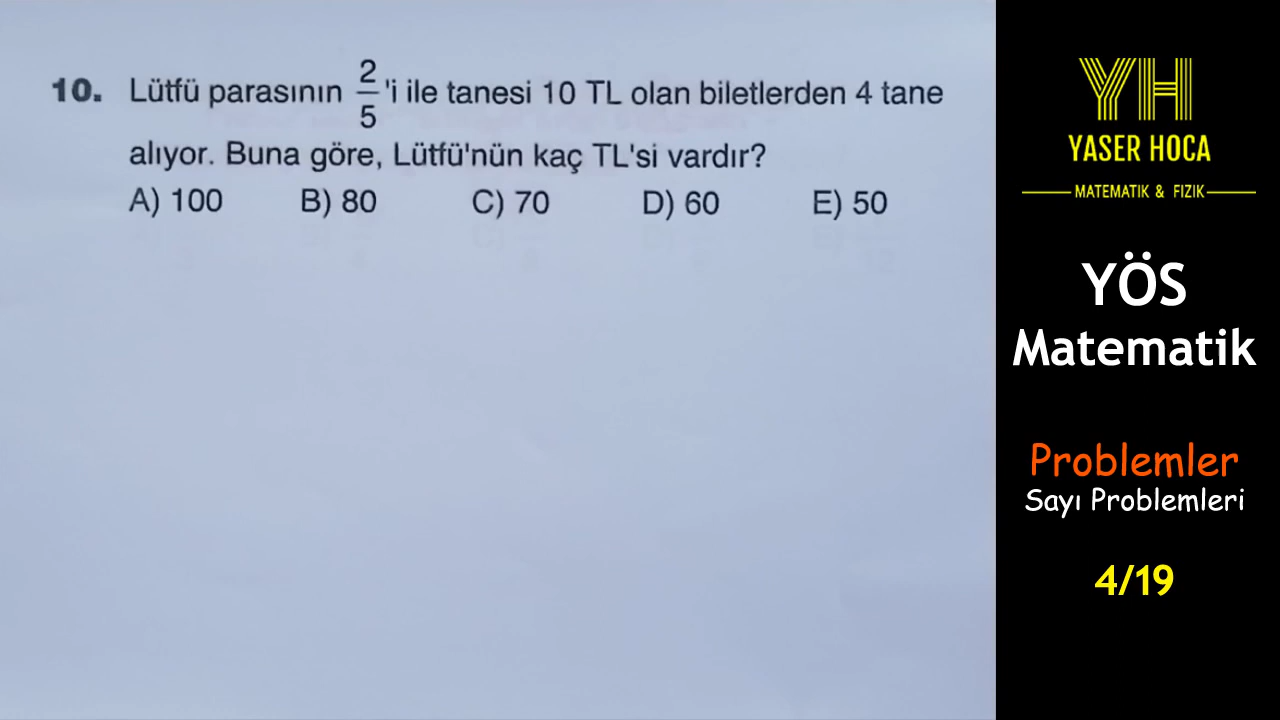 10. Lütfü parasının 2/5 'i ile tanesi 10 TL olan biletlerden 4 tane
alıyor. Buna göre, Lütfü'nün kaç TL'si vardır?
A) 100 B) 80 C) 70 D) 60 E) 50
YH
YASER HOCA
MATEMATIK & FIZIK
YÖS
Matematik
Problemler
Sayı Problemleri
4/19